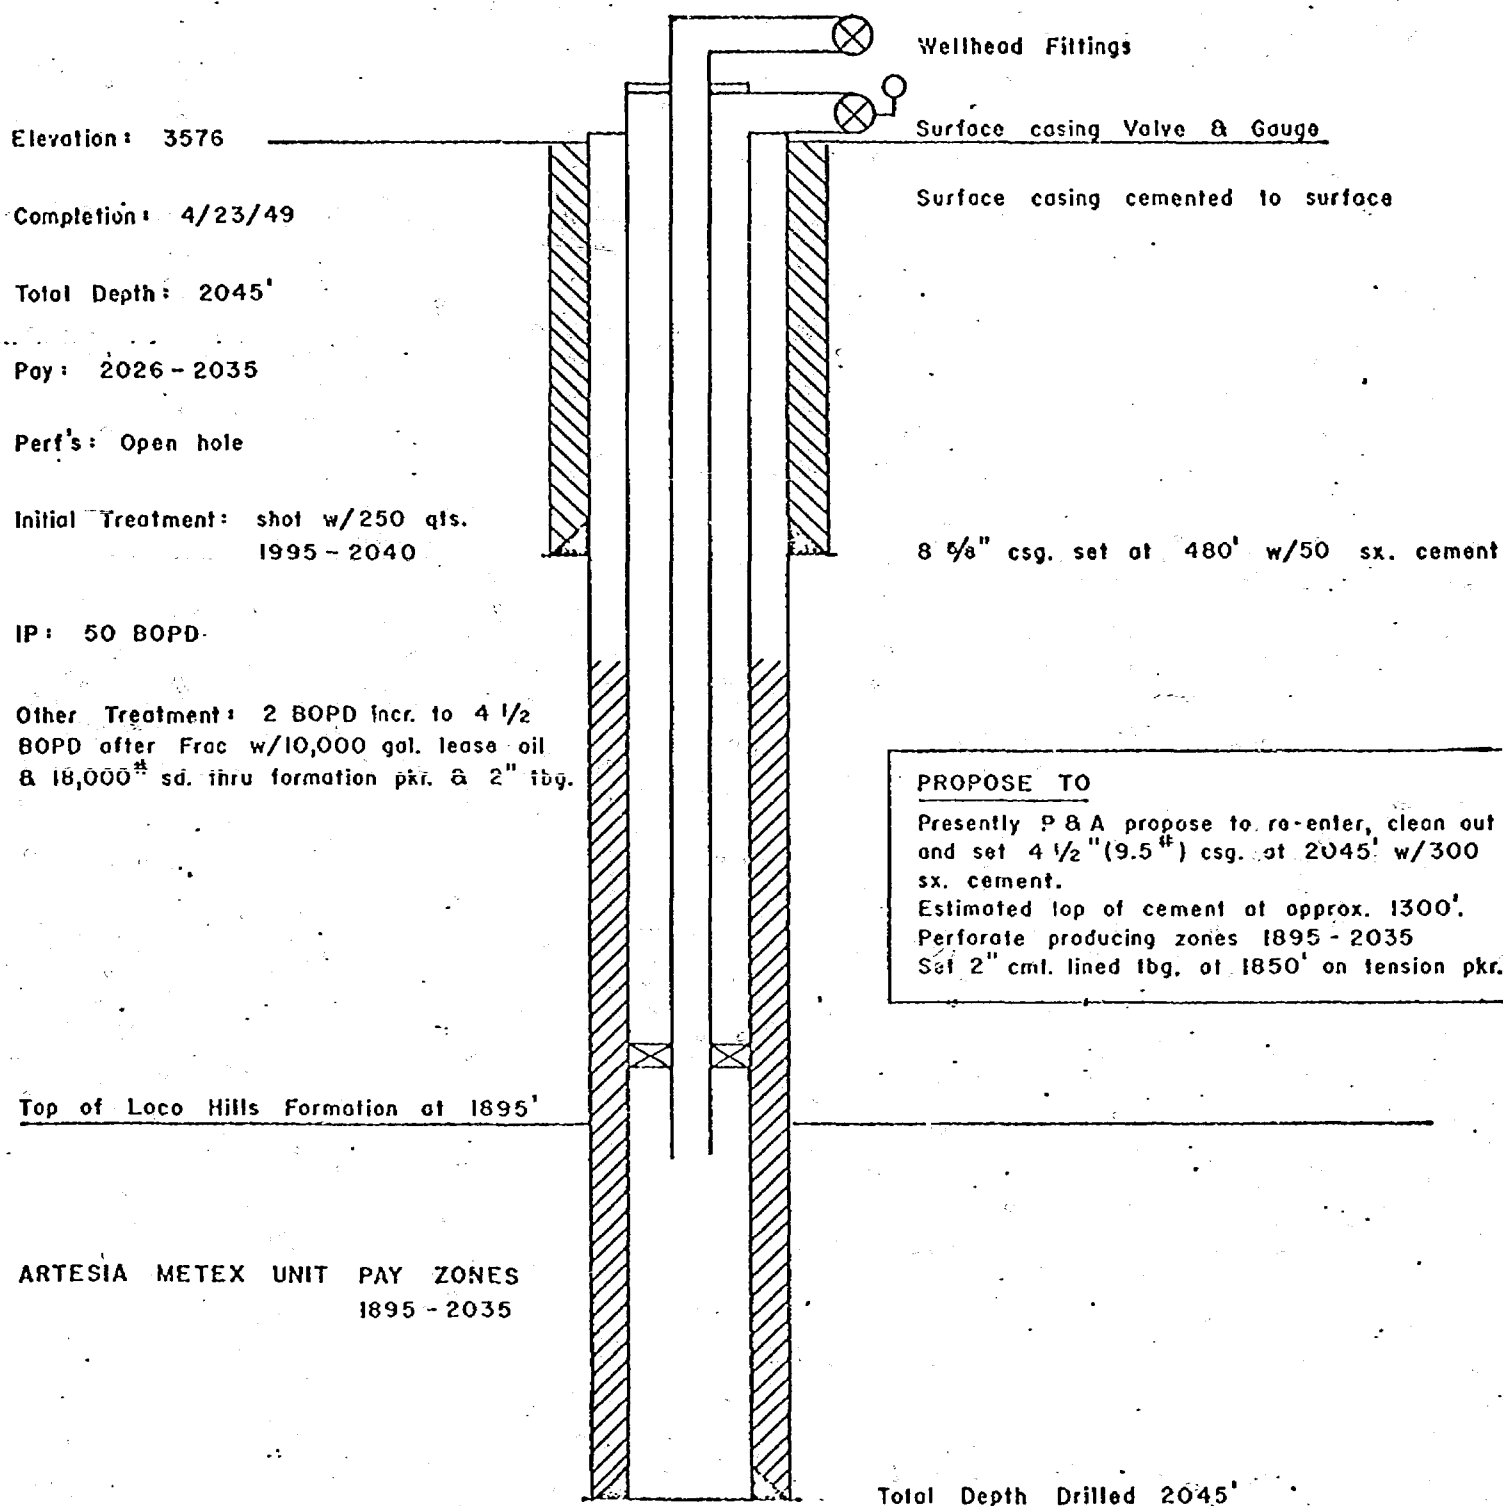 Wellhead Fittings
Surface casing Valve & Gauge
Elevation: 3576
Surface casing cemented to surface
Completion: 4/23/49
Total Depth: 2045'
Pay: 2026-2035
Perf's: Open hole
Initial Treatment: shot w/250 qts.
1995-2040
8 5/8" csg. set at 480' w/50 sx. cement
IP: 50 BOPD
Other Treatment: 2 BOPD incr. to 4 1/2
BOPD after Frac w/10,000 gal. lease oil
& 18,000# sd. thru formation pkr. & 2" tbg.
PROPOSE TO
Presently P & A propose to re-enter, clean out
and set 4 1/2" (9.5#) csg. at 2045' w/300
sx. cement.
Estimated top of cement at approx. 1300'.
Perforate producing zones 1895-2035
Set 2" cmt. lined tbg. at 1850' on tension pkr.
Top of Loco Hills Formation at 1895'
ARTESIA METEX UNIT PAY ZONES
1895-2035
Total Depth Drilled 2045'